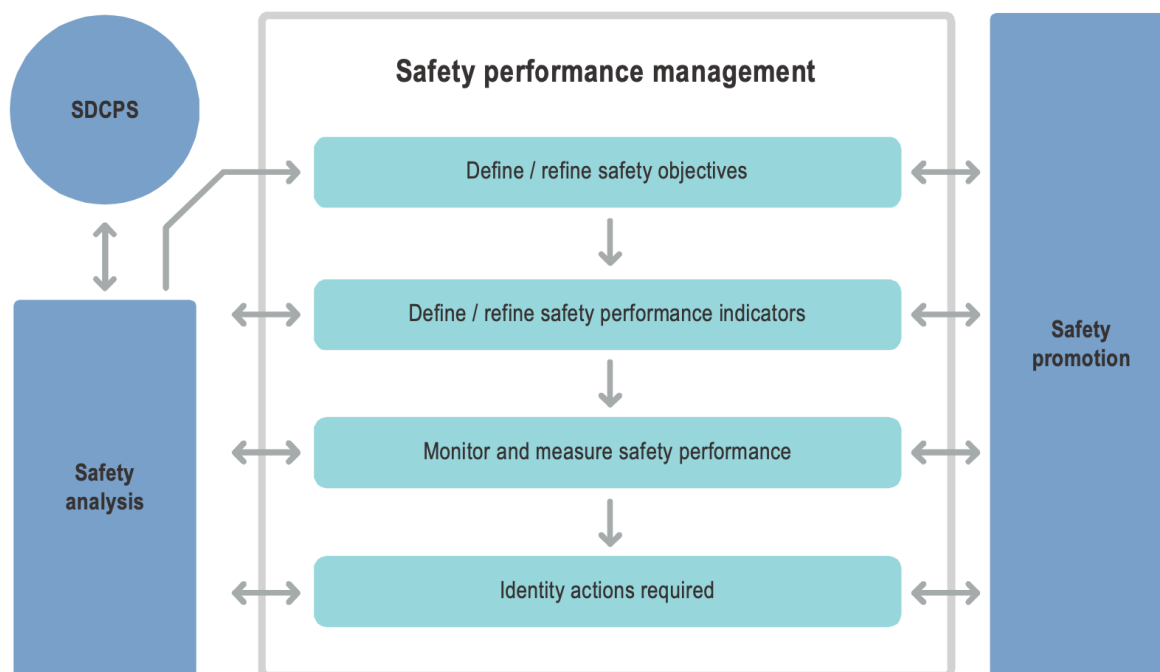 SDCPS
Safety performance management
Define / refine safety objectives
Define / refine safety performance indicators
Monitor and measure safety performance
Identity actions required
Safety
analysis
Safety
promotion